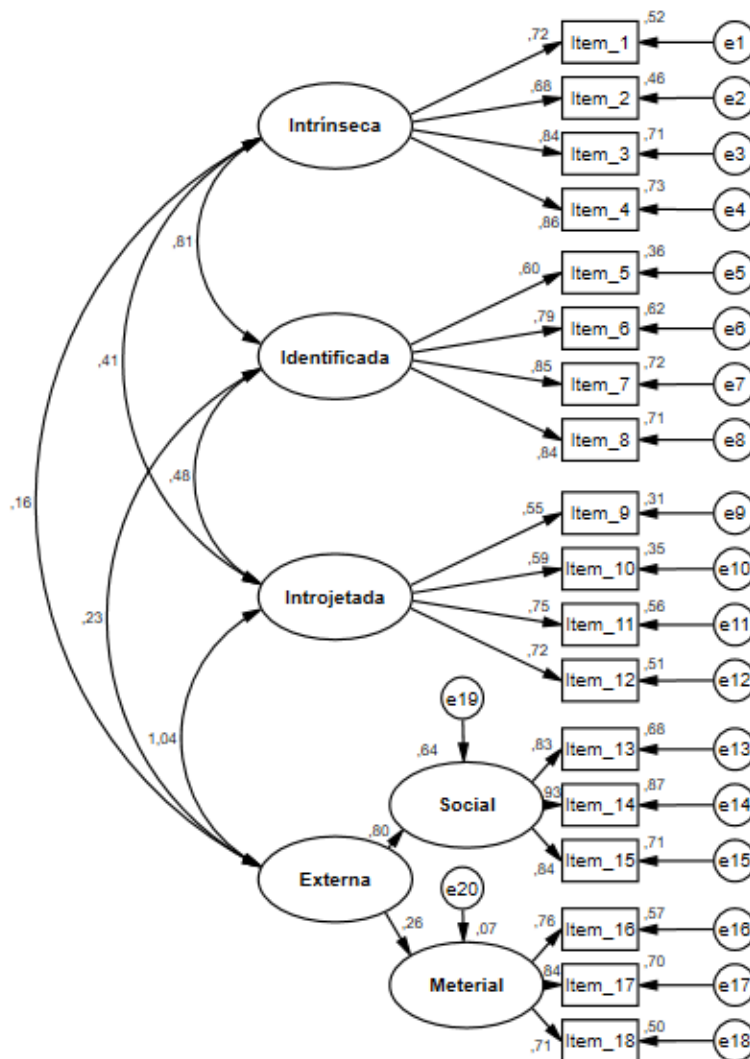 ,72
,52
Item_1
e1
,68
,46
Item_2
e2
Intrínseca
,84
,71
Item_3
e3
,86
,73
Item_4
e4
,81
,60
,36
Item_5
e5
,79
,62
Item_6
e6
Identificada
,85
,72
Item_7
e7
,84
,71
Item_8
e8
,41
,48
,16
,55
,31
Item_9
e9
,59
,35
Item_10
e10
Introjetada
,75
,56
Item_11
e11
,72
,51
Item_12
e12
,23
1,04
e19
,64
,83
,68
Item_13
e13
Social
,93
,87
Item_14
e14
,84
,71
Item_15
e15
,80
Externa
e20
,26
,07
,76
,57
Item_16
e16
Meterial
,84
,70
Item_17
e17
,71
,50
Item_18
e18